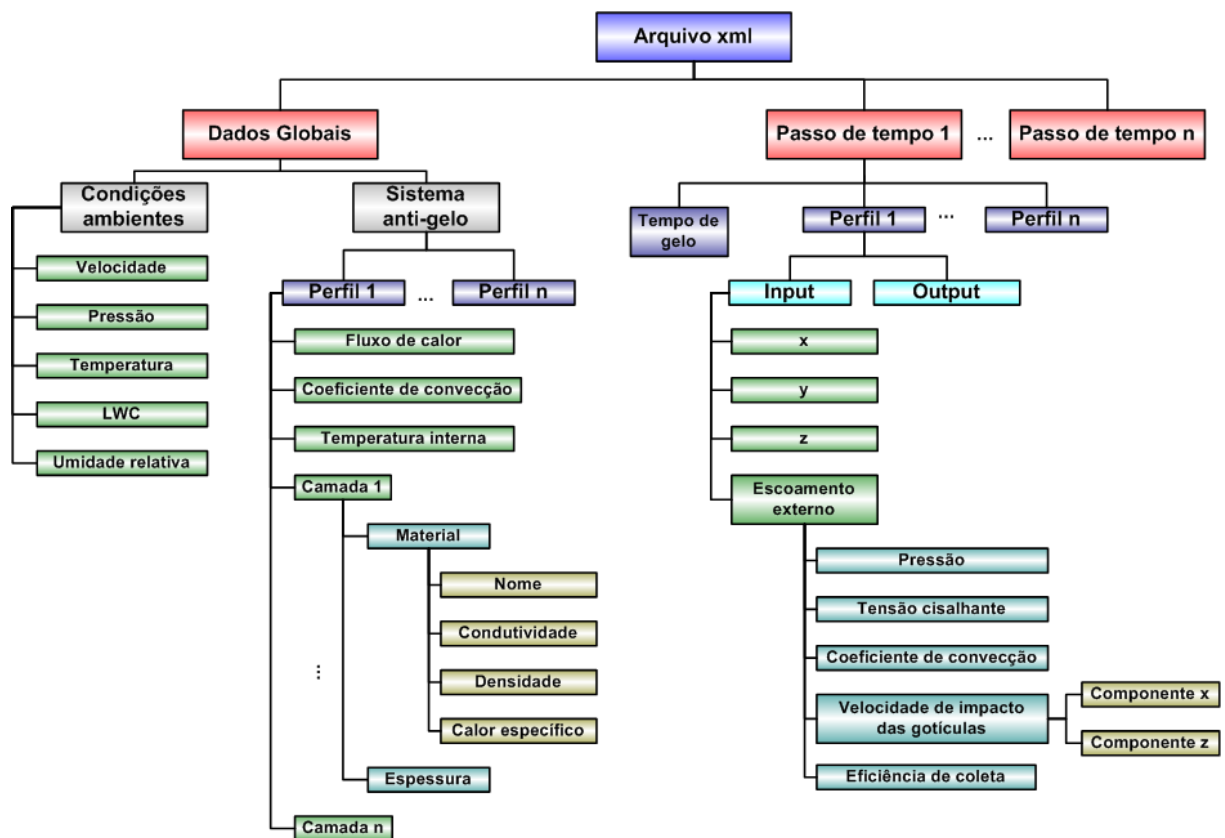 Arquivo xml
Dados Globais
Passo de tempo 1
...
Passo de tempo n
Condições
ambientes
Velocidade
Pressão
Temperatura
LWC
Umidade relativa
Sistema
anti-gelo
Perfil 1
...
Perfil n
Fluxo de calor
Coeficiente de convecção
Temperatura interna
Camada 1
Material
Nome
Condutividade
Densidade
Calor específico
...
Espessura
Camada n
Tempo de
gelo
Perfil 1
...
Perfil n
Input
Output
x
y
z
Escoamento
externo
Pressão
Tensão cisalhante
Coeficiente de convecção
Velocidade de impacto
das gotículas
Componente x
Componente z
Eficiência de coleta